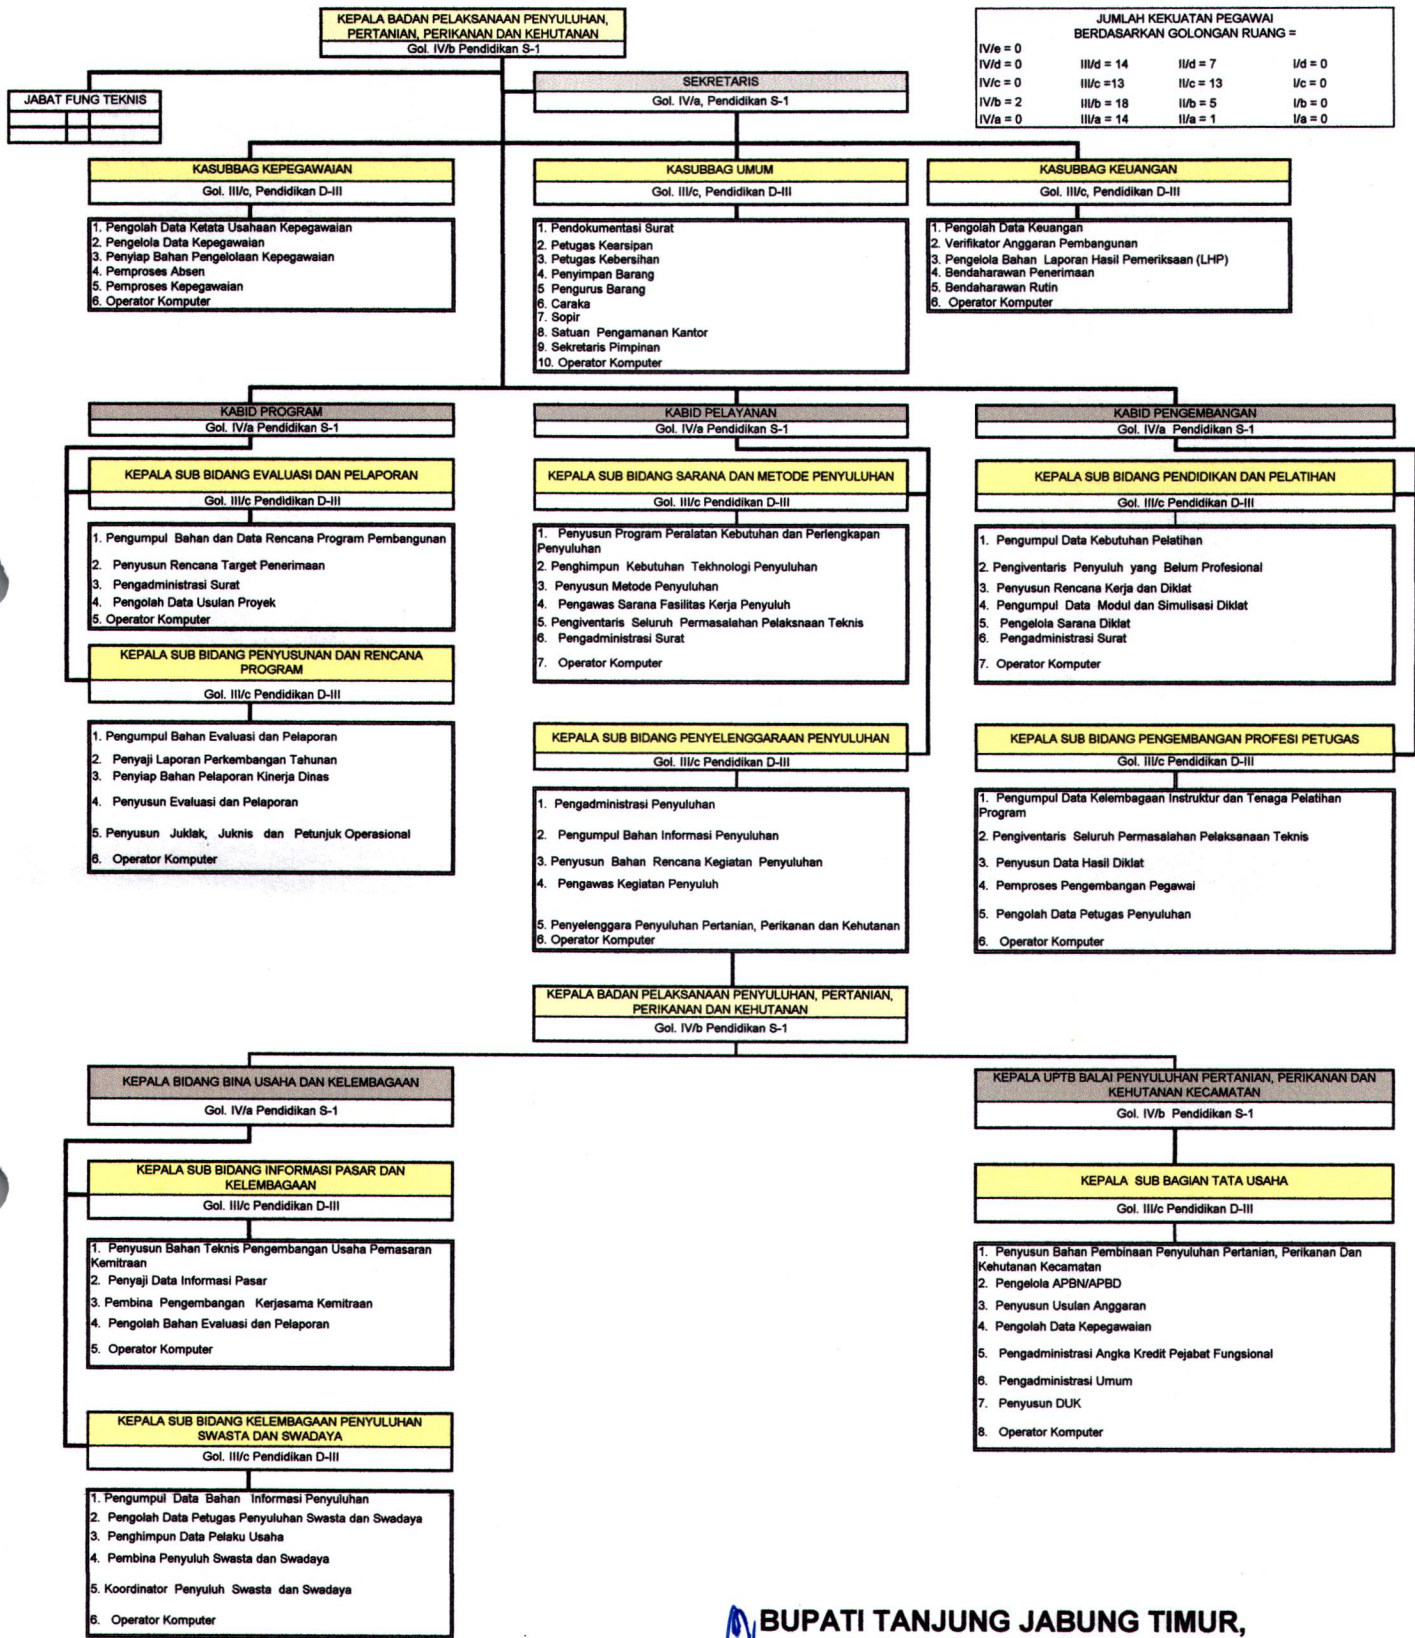 KEPALA BADAN PELAKSANAAN PENYULUHAN,
PERTANIAN, PERIKANAN DAN KEHUTANAN
Gol. IV/b Pendidikan S-1
JUMLAH KEKUATAN PEGAWAI
BERDASARKAN GOLONGAN RUANG =
IV/e = 0
IV/d = 0 III/d = 14 II/d = 7 I/d = 0
IV/c = 0 III/c =13 II/c = 13 I/c = 0
IV/b = 2 III/b = 18 II/b = 5 I/b = 0
IV/a = 0 III/a = 14 II/a = 1 I/a = 0
JABAT FUNG TEKNIS
SEKRETARIS
Gol. IV/a, Pendidikan S-1
KASUBBAG KEPEGAWAIAN
Gol. III/c, Pendidikan D-III
1. Pengolah Data Ketata Usahaan Kepegawaian
2. Pengelola Data Kepegawaian
3. Penyiap Bahan Pengelolaan Kepegawaian
4. Pemproses Absen
5. Pemproses Kepegawaian
6. Operator Komputer
KASUBBAG UMUM
Gol. III/c, Pendidikan D-III
1. Pendokumentasi Surat
2. Petugas Kearsipan
3. Petugas Kebersihan
4. Penyimpan Barang
5 Pengurus Barang
6. Caraka
7. Sopir
8. Satuan Pengamanan Kantor
9. Sekretaris Pimpinan
10. Operator Komputer
KASUBBAG KEUANGAN
Gol. III/c, Pendidikan D-III
1. Pengolah Data Keuangan
2. Verifikator Anggaran Pembangunan
3. Pengelola Bahan Laporan Hasil Pemeriksaan (LHP)
4. Bendaharawan Penerimaan
5. Bendaharawan Rutin
6. Operator Komputer
KABID PROGRAM
Gol. IV/a Pendidikan S-1
KEPALA SUB BIDANG EVALUASI DAN PELAPORAN
Gol. III/c Pendidikan D-III
1. Pengumpul Bahan dan Data Rencana Program Pembangunan
2. Penyusun Rencana Target Penerimaan
3. Pengadministrasi Surat
4. Pengolah Data Usulan Proyek
5. Operator Komputer
KEPALA SUB BIDANG PENYUSUNAN DAN RENCANA
PROGRAM
Gol. III/c Pendidikan D-III
1. Pengumpul Bahan Evaluasi dan Pelaporan
2. Penyaji Laporan Perkembangan Tahunan
3. Penyiap Bahan Pelaporan Kinerja Dinas
4. Penyusun Evaluasi dan Pelaporan
5. Penyusun Juklak, Juknis dan Petunjuk Operasional
6. Operator Komputer
KABID PELAYANAN
Gol. IV/a Pendidikan S-1
KEPALA SUB BIDANG SARANA DAN METODE PENYULUHAN
Gol. III/c Pendidikan D-III
1. Penyusun Program Peralatan Kebutuhan dan Perlengkapan
Penyuluhan
2. Penghimpun Kebutuhan Tekhnologi Penyuluhan
3. Penyusun Metode Penyuluhan
4. Pengawas Sarana Fasilitas Kerja Penyuluh
5. Pengiventaris Seluruh Permasalahan Pelaksnaan Teknis
6. Pengadministrasi Surat
7. Operator Komputer
KEPALA SUB BIDANG PENYELENGGARAAN PENYULUHAN
Gol. III/c Pendidikan D-III
1. Pengadministrasi Penyuluhan
2. Pengumpul Bahan Informasi Penyuluhan
3. Penyusun Bahan Rencana Kegiatan Penyuluhan
4. Pengawas Kegiatan Penyuluh
5. Penyelenggara Penyuluhan Pertanian, Perikanan dan Kehutanan
6. Operator Komputer
KABID PENGEMBANGAN
Gol. IV/a Pendidikan S-1
KEPALA SUB BIDANG PENDIDIKAN DAN PELATIHAN
Gol. III/c Pendidikan D-III
1. Pengumpul Data Kebutuhan Pelatihan
2. Pengiventaris Penyuluh yang Belum Profesional
3. Penyusun Rencana Kerja dan Diklat
4. Pengumpul Data Modul dan Simulisasi Diklat
5. Pengelola Sarana Diklat
6. Pengadministrasi Surat
7. Operator Komputer
KEPALA SUB BIDANG PENGEMBANGAN PROFESI PETUGAS
Gol. III/c Pendidikan D-III
1. Pengumpul Data Kelembagaan Instruktur dan Tenaga Pelatihan
Program
2. Pengiventaris Seluruh Permasalahan Pelaksanaan Teknis
3. Penyusun Data Hasil Diklat
4. Pemproses Pengembangan Pegawai
5. Pengolah Data Petugas Penyuluhan
6. Operator Komputer
KEPALA BADAN PELAKSANAAN PENYULUHAN, PERTANIAN,
PERIKANAN DAN KEHUTANAN
Gol. IV/b Pendidikan S-1
KEPALA BIDANG BINA USAHA DAN KELEMBAGAAN
Gol. IV/a Pendidikan S-1
KEPALA SUB BIDANG INFORMASI PASAR DAN
KELEMBAGAAN
Gol. III/c Pendidikan D-III
1. Penyusun Bahan Teknis Pengembangan Usaha Pemasaran
Kemitraan
2. Penyaji Data Informasi Pasar
3. Pembina Pengembangan Kerjasama Kemitraan
4. Pengolah Bahan Evaluasi dan Pelaporan
5. Operator Komputer
KEPALA SUB BIDANG KELEMBAGAAN PENYULUHAN
SWASTA DAN SWADAYA
Gol. III/c Pendidikan D-III
1. Pengumpul Data Bahan Informasi Penyuluhan
2. Pengolah Data Petugas Penyuluhan Swasta dan Swadaya
3. Penghimpun Data Pelaku Usaha
4. Pembina Penyuluh Swasta dan Swadaya
5. Koordinator Penyuluh Swasta dan Swadaya
6. Operator Komputer
KEPALA UPTB BALAI PENYULUHAN PERTANIAN, PERIKANAN DAN
KEHUTANAN KECAMATAN
Gol. IV/b Pendidikan S-1
KEPALA SUB BAGIAN TATA USAHA
Gol. III/c Pendidikan D-III
1. Penyusun Bahan Pembinaan Penyuluhan Pertanian, Perikanan Dan
Kehutanan Kecamatan
2. Pengelola APBN/APBD
3. Penyusun Usulan Anggaran
4. Pengolah Data Kepegawaian
5. Pengadministrasi Angka Kredit Pejabat Fungsional
6. Pengadministrasi Umum
7. Penyusun DUK
8. Operator Komputer
BUPATI TANJUNG JABUNG TIMUR,